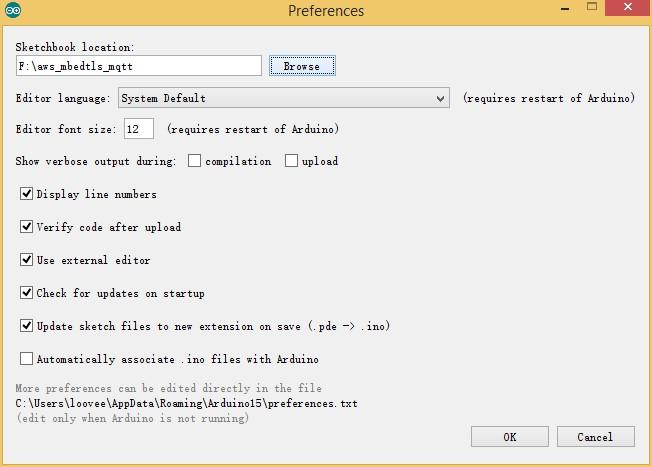 Preferences
Sketchbook location:
F:\aws_mbedtls_mqtt Browse
Editor language: System Default (requires restart of Arduino)
Editor font size: 12 (requires restart of Arduino)
Show verbose output during: compilation upload
Display line numbers
Verify code after upload
Use external editor
Check for updates on startup
Update sketch files to new extension on save (.pde -> .ino)
Automatically associate .ino files with Arduino
More preferences can be edited directly in the file
C:\Users\loovee\AppData\Roaming\Arduino15\preferences.txt
(edit only when Arduino is not running)
OK Cancel